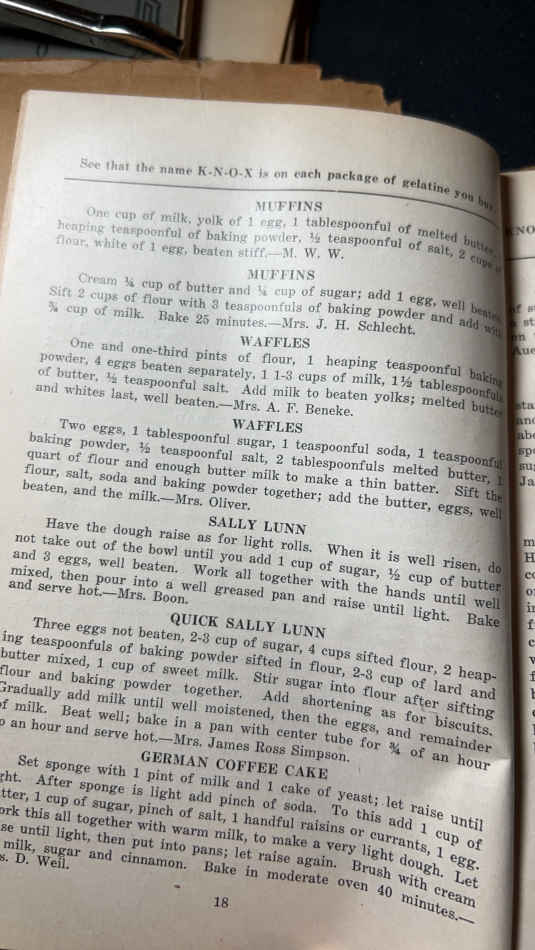 See that the name K-N-O-X is on each package of gelatine you buy.
MUFFINS
One cup of milk, yolk of 1 egg, 1 tablespoonful of melted butter,
heaping teaspoonful of baking powder, ½ teaspoonful of salt, 2 cups
flour, white of 1 egg, beaten stiff.—M. W. W.
MUFFINS
Cream ¼ cup of butter and ¼ cup of sugar; add 1 egg, well beaten
Sift 2 cups of flour with 3 teaspoonfuls of baking powder and add with
¾ cup of milk. Bake 25 minutes.—Mrs. J. H. Schlecht.
WAFFLES
One and one-third pints of flour, 1 heaping teaspoonful baking
powder, 4 eggs beaten separately, 1 1-3 cups of milk, 1½ tablespoonfuls
of butter, ½ teaspoonful salt. Add milk to beaten yolks; melted butter
and whites last, well beaten.—Mrs. A. F. Beneke.
WAFFLES
Two eggs, 1 tablespoonful sugar, 1 teaspoonful soda, 1 teaspoonful
baking powder, ½ teaspoonful salt, 2 tablespoonfuls melted butter, 1
quart of flour and enough butter milk to make a thin batter. Sift the
flour, salt, soda and baking powder together; add the butter, eggs, well
beaten, and the milk.—Mrs. Oliver.
SALLY LUNN
Have the dough raise as for light rolls. When it is well risen, do
not take out of the bowl until you add 1 cup of sugar, ½ cup of butter
and 3 eggs, well beaten. Work all together with the hands until well
mixed, then pour into a well greased pan and raise until light. Bake
and serve hot.—Mrs. Boon.
QUICK SALLY LUNN
Three eggs not beaten, 2-3 cup of sugar, 4 cups sifted flour, 2 heap-
ing teaspoonfuls of baking powder sifted in flour, 2-3 cup of lard and
butter mixed, 1 cup of sweet milk. Stir sugar into flour after sifting
flour and baking powder together. Add shortening as for biscuits.
Gradually add milk until well moistened, then the eggs, and remainder
of milk. Beat well; bake in a pan with center tube for ¾ of an hour
o an hour and serve hot.—Mrs. James Ross Simpson.
GERMAN COFFEE CAKE
Set sponge with 1 pint of milk and 1 cake of yeast; let raise until
ght. After sponge is light add pinch of soda. To this add 1 cup of
tter, 1 cup of sugar, pinch of salt, 1 handful raisins or currants, 1 egg.
ork this all together with warm milk, to make a very light dough. Let
se until light, then put into pans; let raise again. Brush with cream
milk, sugar and cinnamon. Bake in moderate oven 40 minutes.—
s. D. Weil.
18